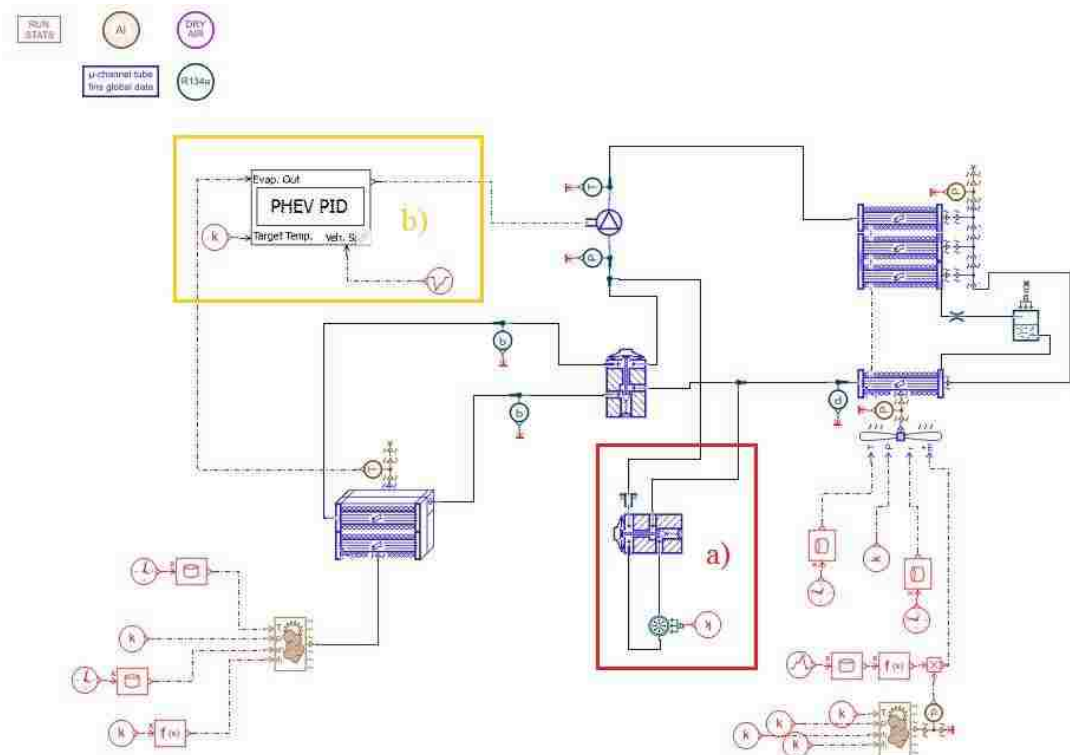 RUN
STATS
Al
DRY
AIR
µ-channel tube
fins global data
R134a
Evap. Out
PHEV PID
Target Temp.
Veh. S
b)
k
T
P
P
b
b
d
P
T
T
P
r
k
a)
k
k
f(x)
k
f(x)
k
k
k
k